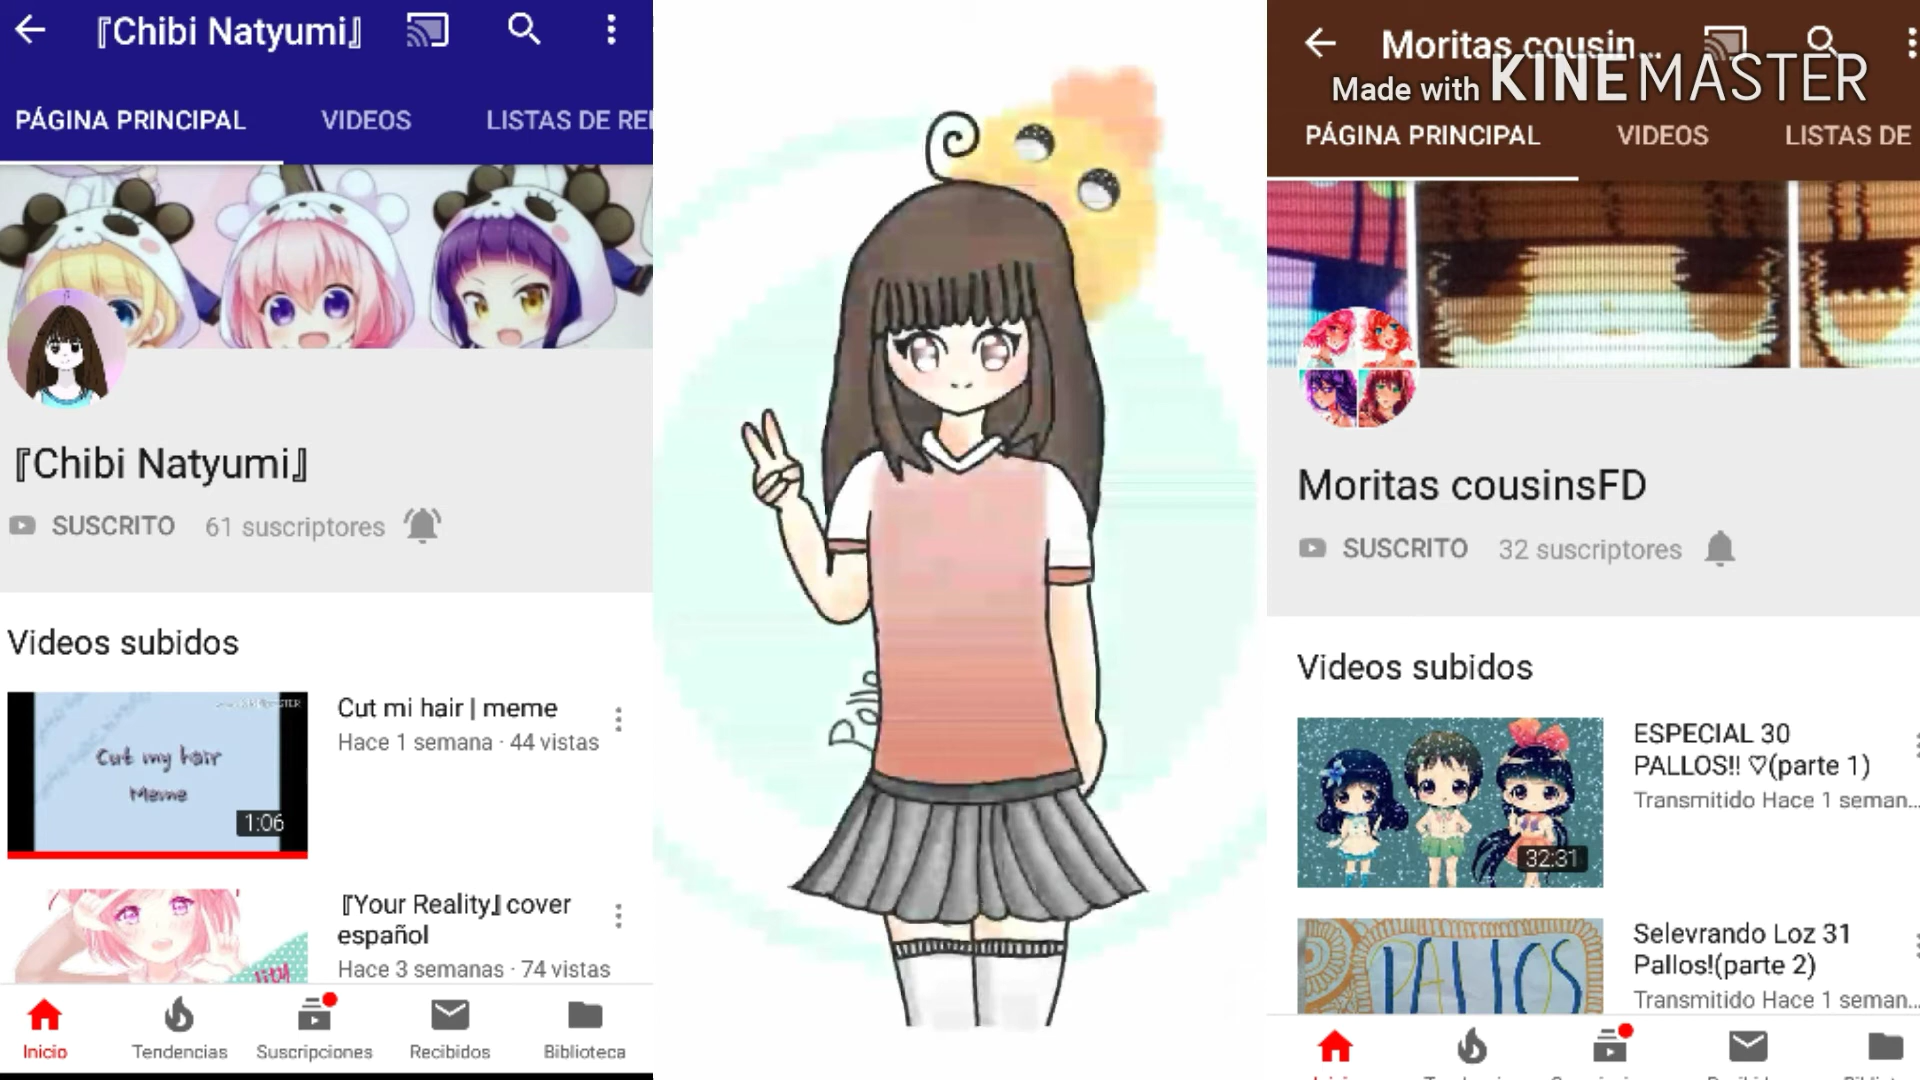 『Chibi Natyumi』
PÁGINA PRINCIPAL
VIDEOS
LISTAS DE RE
『Chibi Natyumi』
SUSCRITO
61 suscriptores
Videos subidos
Cut my hair
Meme
1:06
Cut mi hair | meme
Hace 1 semana · 44 vistas
『Your Reality』 cover
español
Hace 3 semanas · 74 vistas
Inicio
Tendencias
Suscripciones
Recibidos
Biblioteca
Pollo
Moritas cousin...
Made with KINEMASTER
PÁGINA PRINCIPAL
VIDEOS
LISTAS DE
Moritas cousinsFD
SUSCRITO
32 suscriptores
Videos subidos
32:31
ESPECIAL 30
PALLOS!! ♡(parte 1)
Transmitido Hace 1 seman...
PALLOS
Selevrando Loz 31
Pallos!(parte 2)
Transmitido Hace 1 seman...